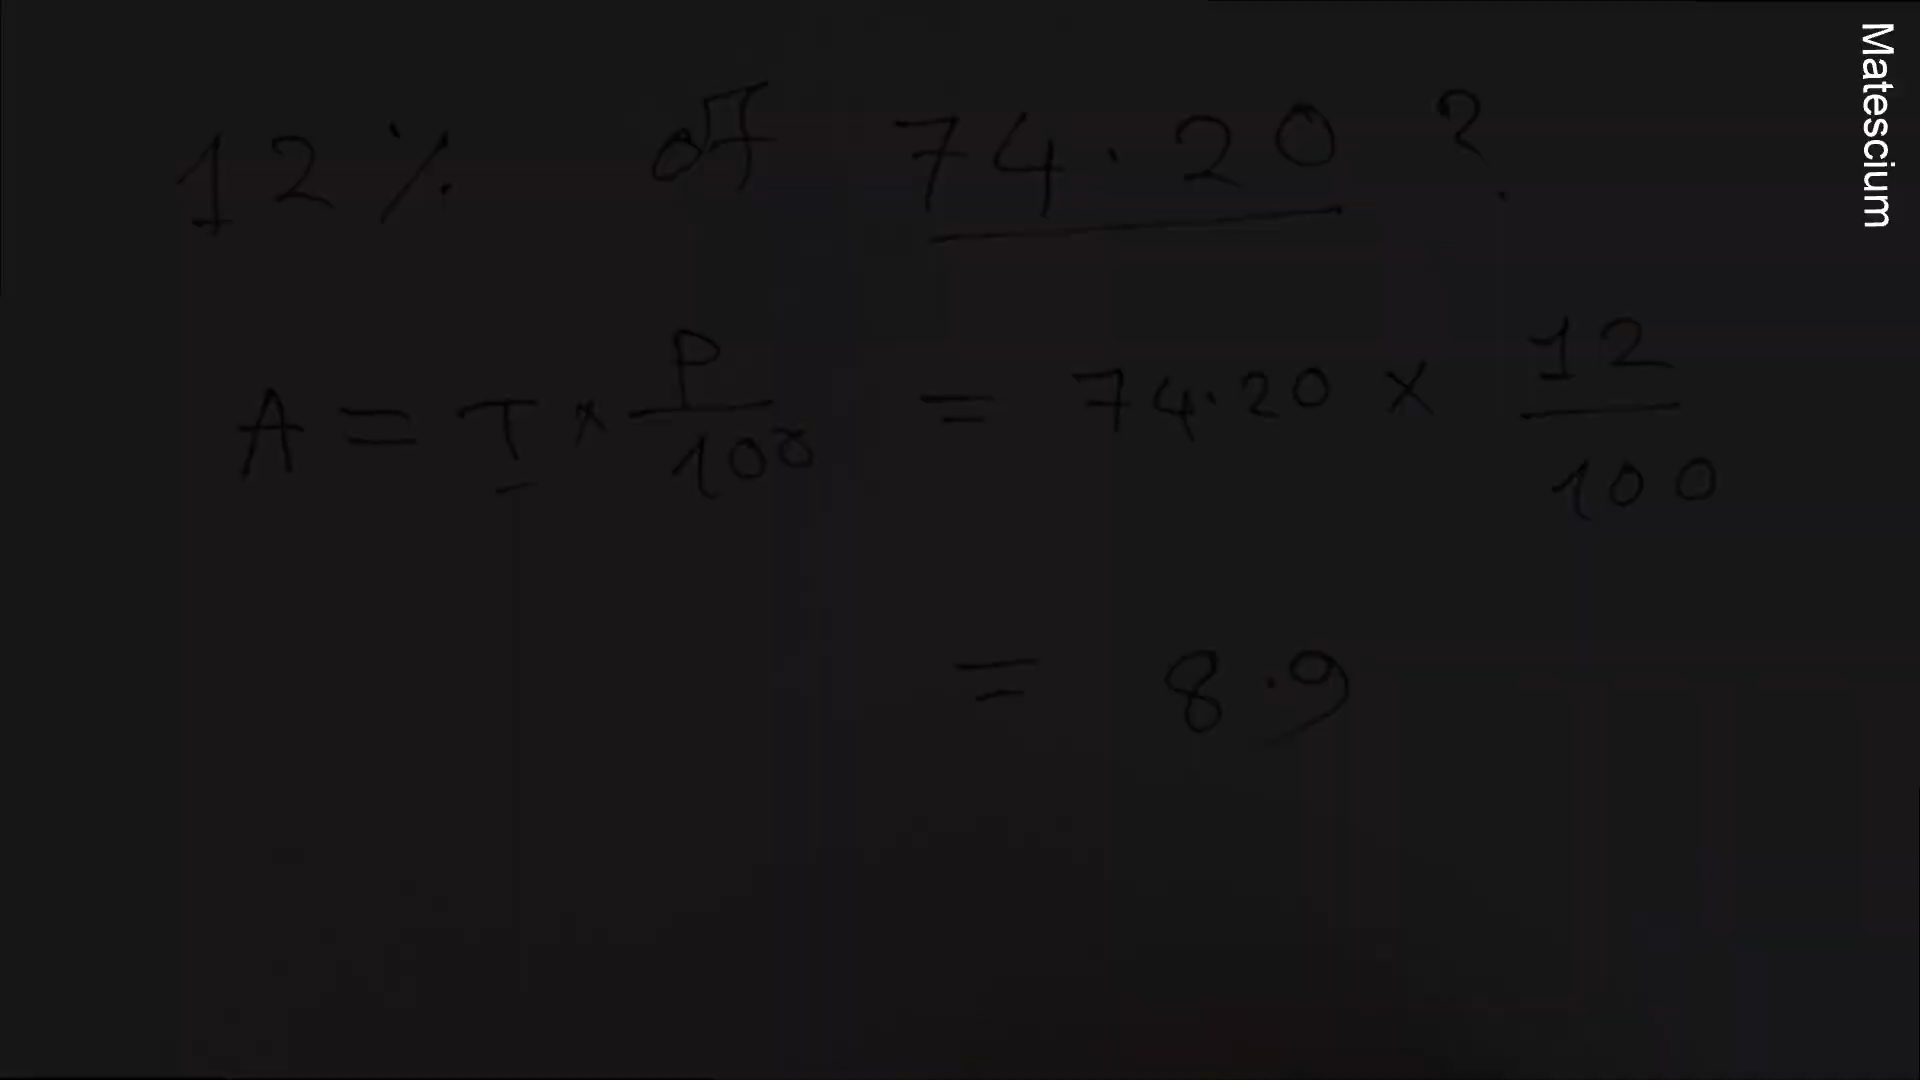 12% of 74.20 ?
A = T × P/100 = 74.20 × 12/100
= 8.9
Matescium